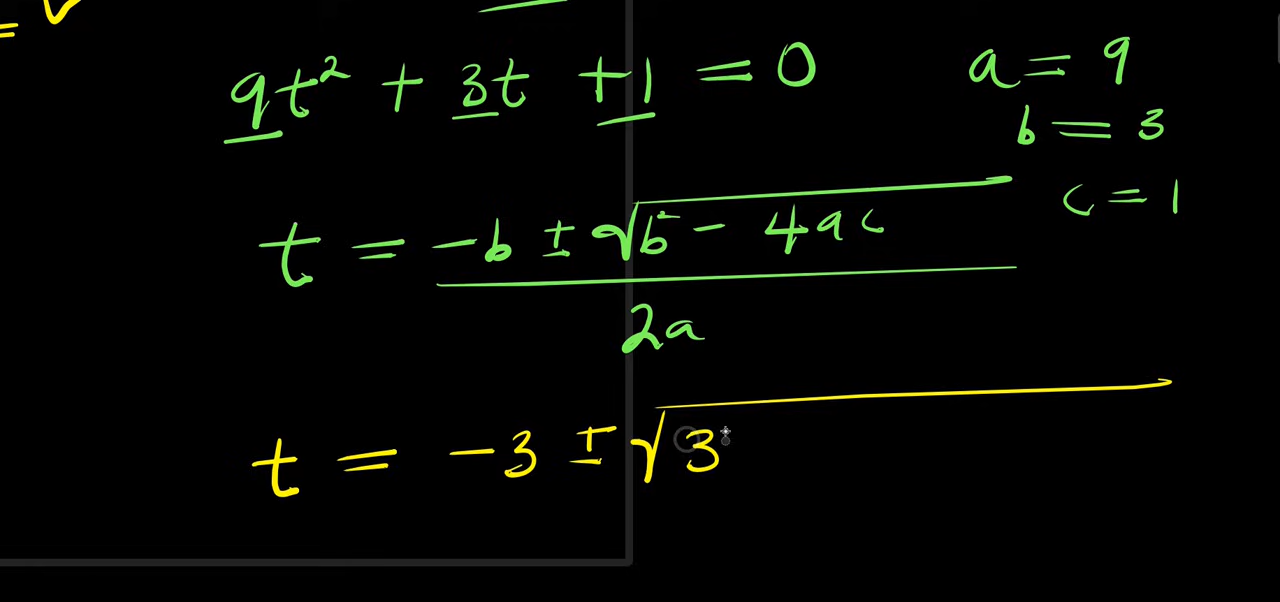 = √
9t² + 3t + 1 = 0
a = 9
b = 3
c = 1
t = -b ± √b² - 4ac
2a
t = -3 ± √3